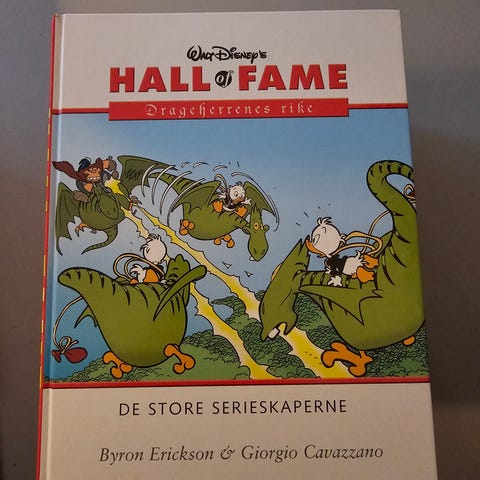 Walt Disney's
HALL of FAME
Drageherrenes rike
DE STORE SERIESKAPERNE
Byron Erickson & Giorgio Cavazzano